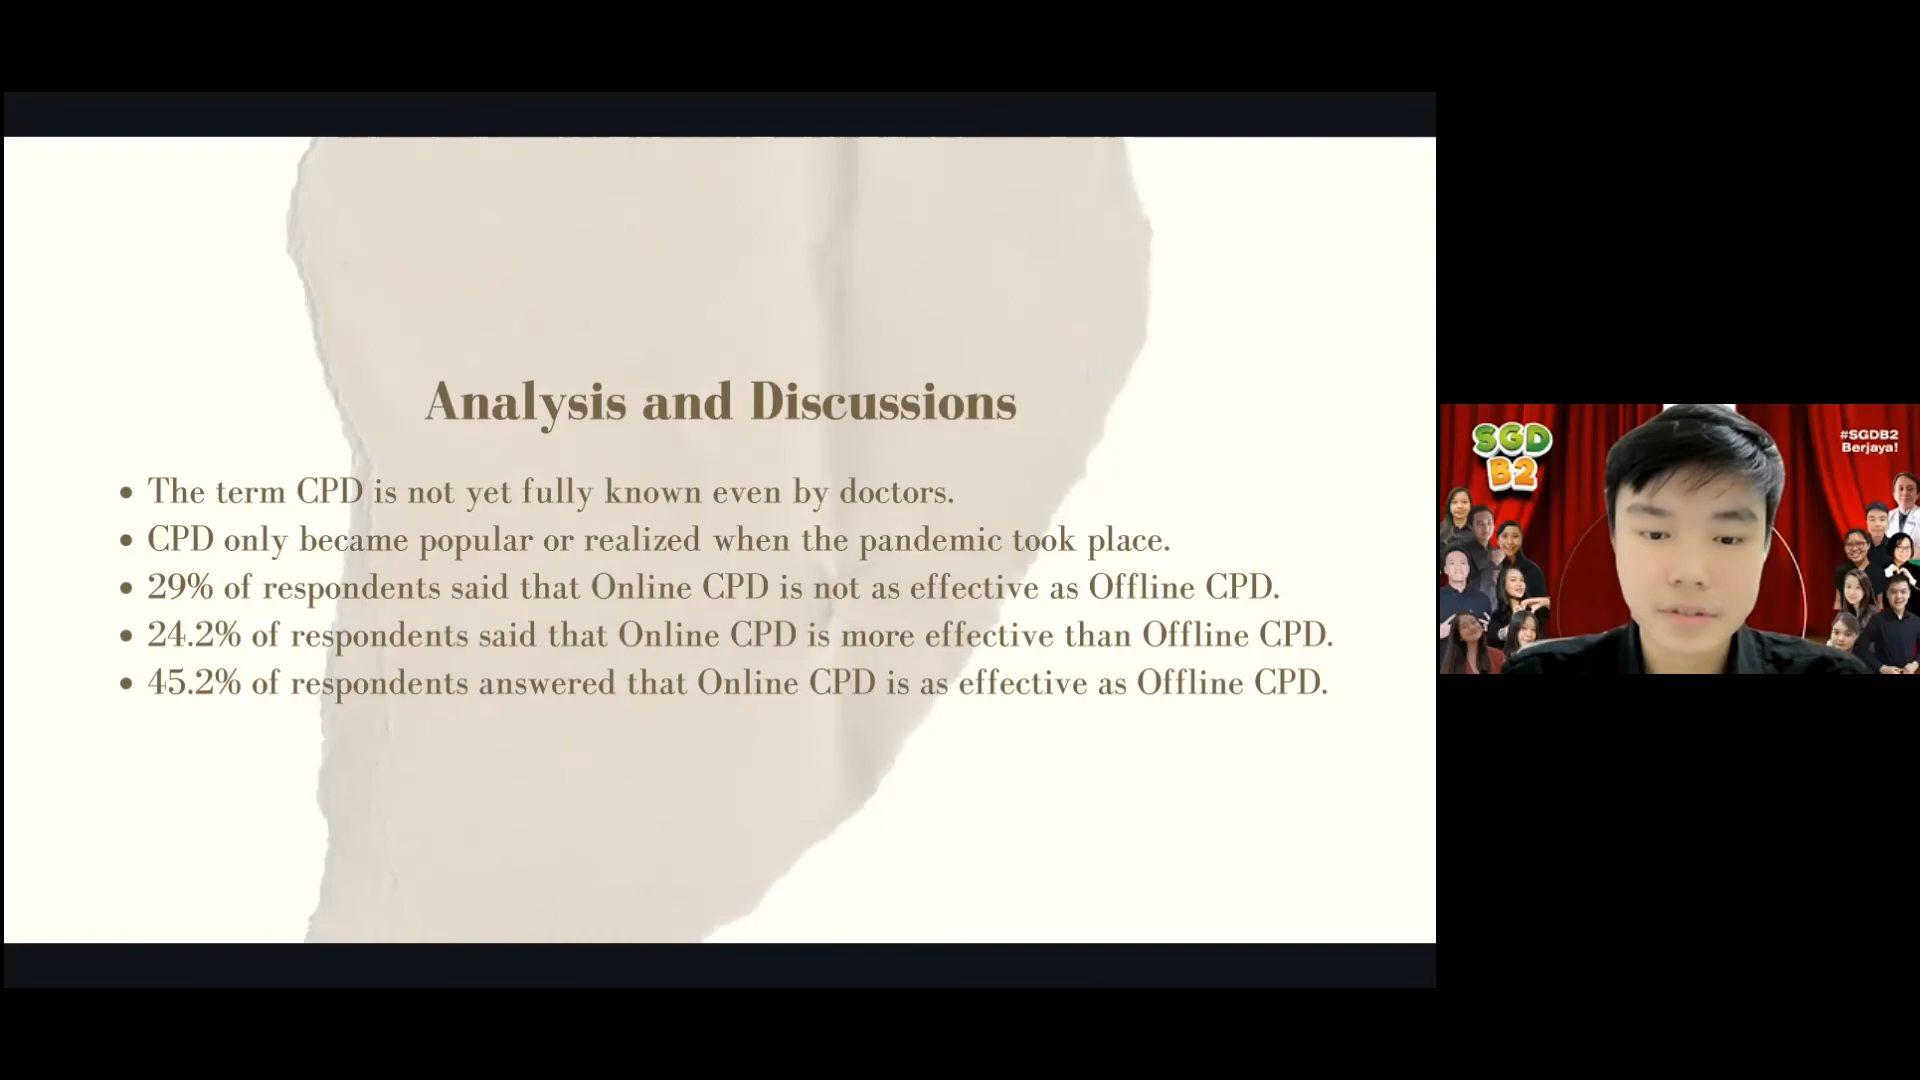 Analysis and Discussions
• The term CPD is not yet fully known even by doctors.
• CPD only became popular or realized when the pandemic took place.
• 29% of respondents said that Online CPD is not as effective as Offline CPD.
• 24.2% of respondents said that Online CPD is more effective than Offline CPD.
• 45.2% of respondents answered that Online CPD is as effective as Offline CPD.
SGD
B2
#SGDB2
Berjaya!